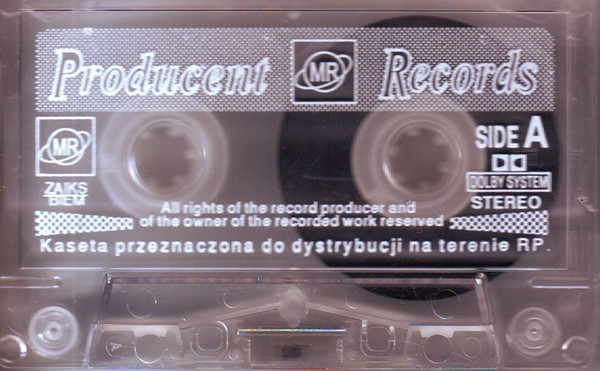 Producent MR Records
MR
ZAIKS
BIEM
SIDE A
DOLBY SYSTEM
STEREO
All rights of the record producer and
of the owner of the recorded work reserved
Kaseta przeznaczona do dystrybucji na terenie RP.